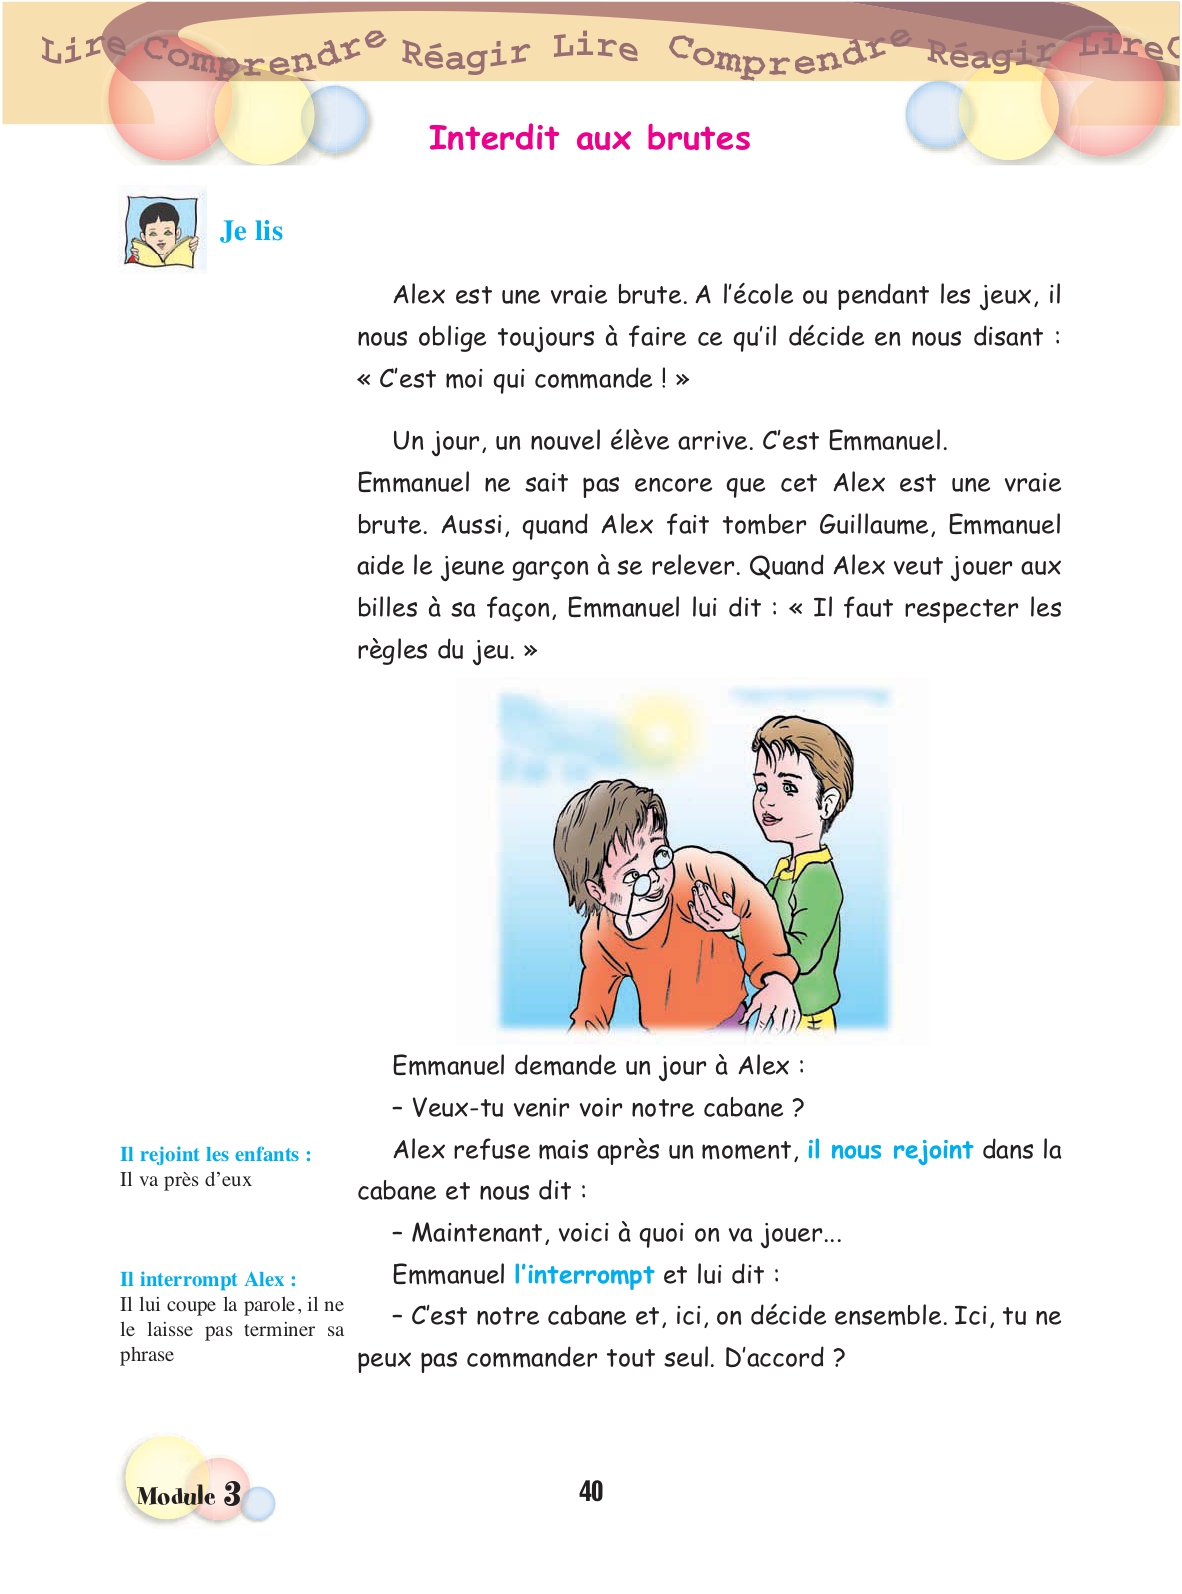 Lire Comprendre Réagir Lire Comprendre Réagir Lire C
Interdit aux brutes
Je lis
Alex est une vraie brute. A l’école ou pendant les jeux, il
nous oblige toujours à faire ce qu’il décide en nous disant :
« C’est moi qui commande ! »
Un jour, un nouvel élève arrive. C’est Emmanuel.
Emmanuel ne sait pas encore que cet Alex est une vraie
brute. Aussi, quand Alex fait tomber Guillaume, Emmanuel
aide le jeune garçon à se relever. Quand Alex veut jouer aux
billes à sa façon, Emmanuel lui dit : « Il faut respecter les
règles du jeu. »
Emmanuel demande un jour à Alex :
– Veux-tu venir voir notre cabane ?
Alex refuse mais après un moment, il nous rejoint dans la
cabane et nous dit :
– Maintenant, voici à quoi on va jouer...
Emmanuel l’interrompt et lui dit :
– C’est notre cabane et, ici, on décide ensemble. Ici, tu ne
peux pas commander tout seul. D’accord ?
Il rejoint les enfants :
Il va près d’eux
Il interrompt Alex :
Il lui coupe la parole, il ne
le laisse pas terminer sa
phrase
Module 3
40